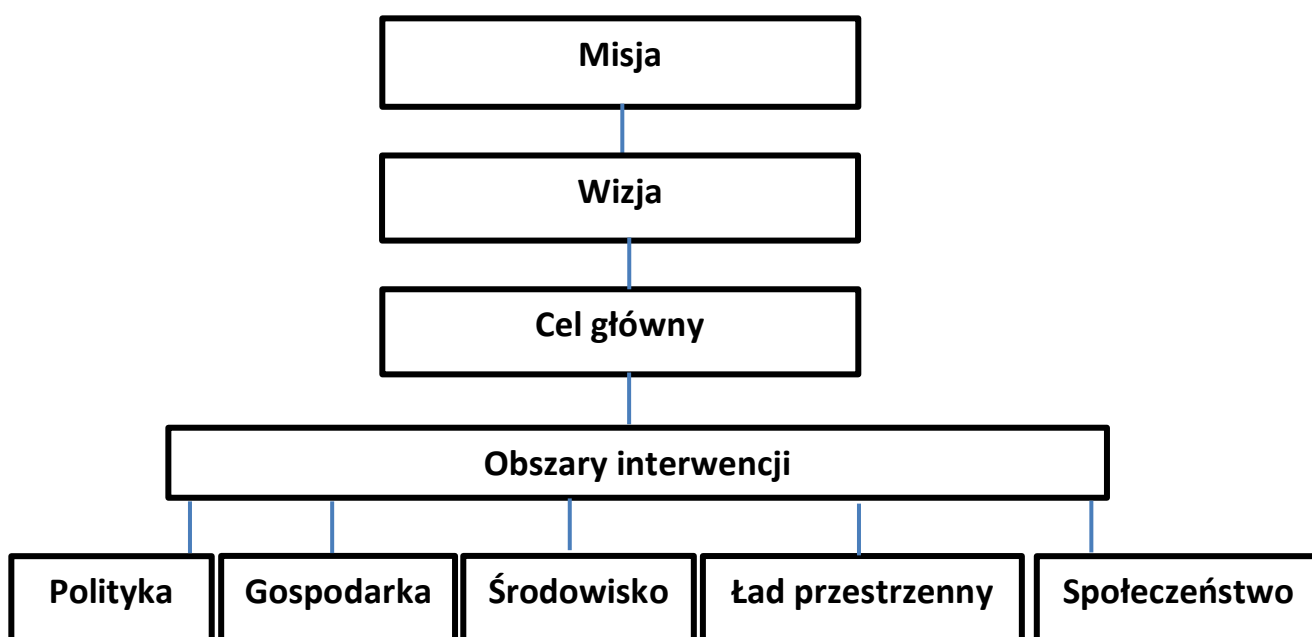 Misja
Wizja
Cel główny
Obszary interwencji
Polityka
Gospodarka
Środowisko
Ład przestrzenny
Społeczeństwo